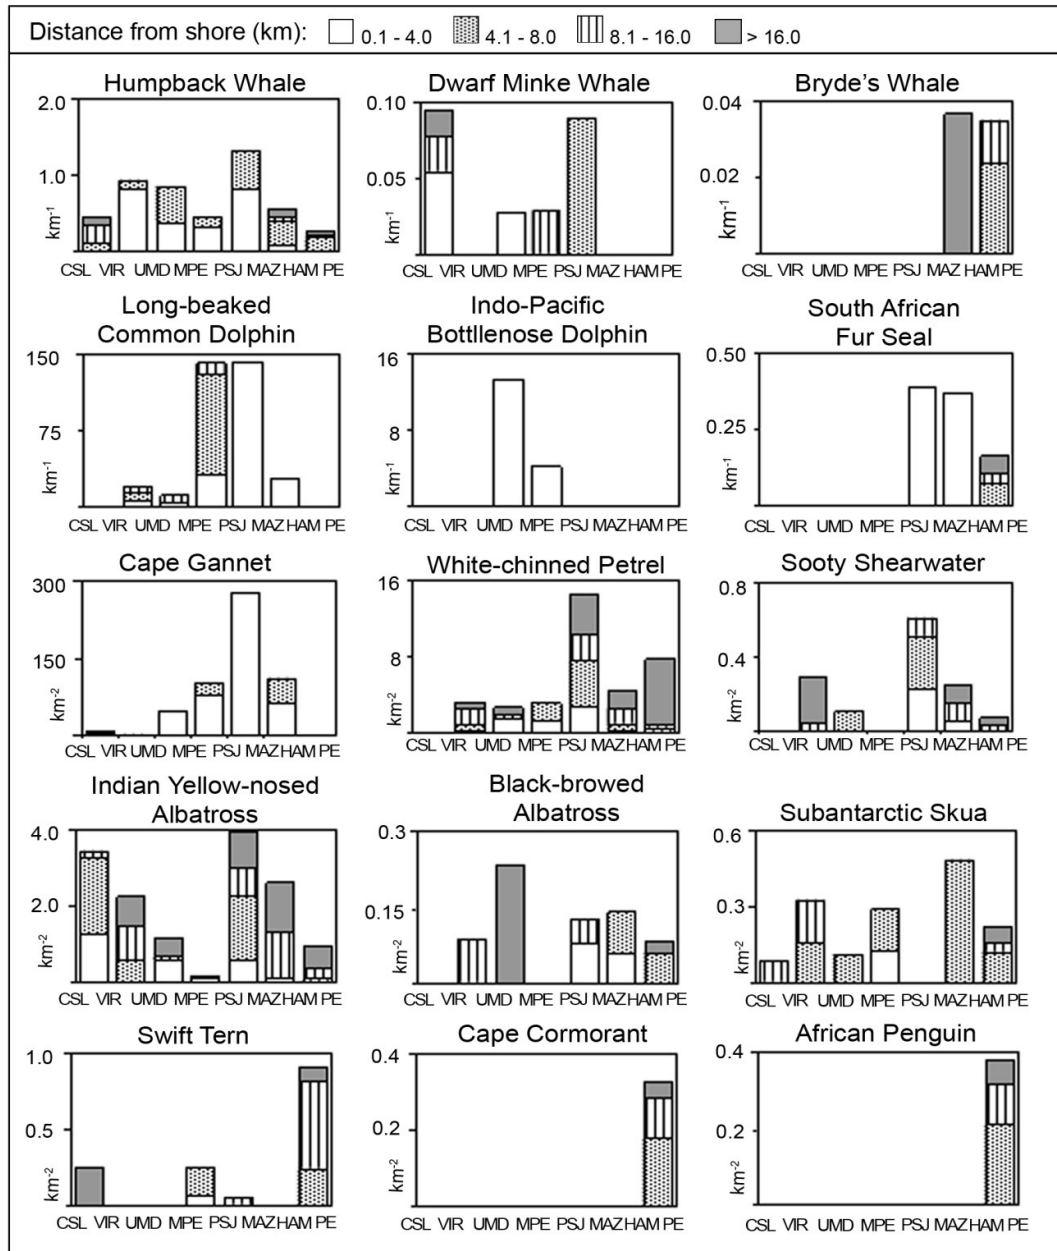 Distance from shore (km): 0.1 - 4.0 4.1 - 8.0 8.1 - 16.0 > 16.0
Humpback Whale
2.0
1.0
km-1
CSL VIR UMD MPE PSJ MAZ HAM PE
Dwarf Minke Whale
0.10
0.05
km-1
CSL VIR UMD MPE PSJ MAZ HAM PE
Bryde's Whale
0.04
0.02
km-1
CSL VIR UMD MPE PSJ MAZ HAM PE
Long-beaked
Common Dolphin
150
75
km-1
CSL VIR UMD MPE PSJ MAZ HAM PE
Indo-Pacific
Bottllenose Dolphin
16
8
km-1
CSL VIR UMD MPE PSJ MAZ HAM PE
South African
Fur Seal
0.50
0.25
km-1
CSL VIR UMD MPE PSJ MAZ HAM PE
Cape Gannet
300
150
km-2
CSL VIR UMD MPE PSJ MAZ HAM PE
White-chinned Petrel
16
8
km-2
CSL VIR UMD MPE PSJ MAZ HAM PE
Sooty Shearwater
0.8
0.4
km-2
CSL VIR UMD MPE PSJ MAZ HAM PE
Indian Yellow-nosed
Albatross
4.0
2.0
km-2
CSL VIR UMD MPE PSJ MAZ HAM PE
Black-browed
Albatross
0.3
0.15
km-2
CSL VIR UMD MPE PSJ MAZ HAM PE
Subantarctic Skua
0.6
0.3
km-2
CSL VIR UMD MPE PSJ MAZ HAM PE
Swift Tern
1.0
0.5
km-2
CSL VIR UMD MPE PSJ MAZ HAM PE
Cape Cormorant
0.4
0.2
km-2
CSL VIR UMD MPE PSJ MAZ HAM PE
African Penguin
0.4
0.2
km-2
CSL VIR UMD MPE PSJ MAZ HAM PE